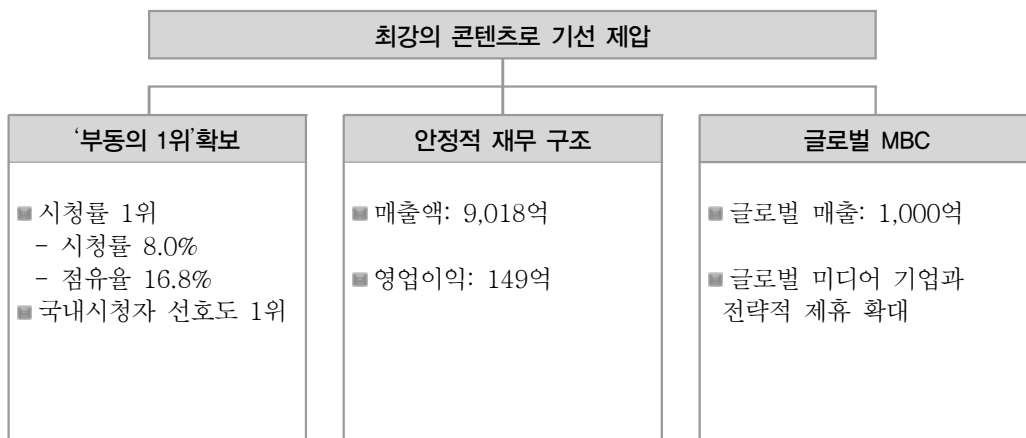 최강의 콘텐츠로 기선 제압
‘부동의 1위’확보
시청률 1위
- 시청률 8.0%
- 점유율 16.8%
국내시청자 선호도 1위
안정적 재무 구조
매출액: 9,018억
영업이익: 149억
글로벌 MBC
글로벌 매출: 1,000억
글로벌 미디어 기업과
전략적 제휴 확대